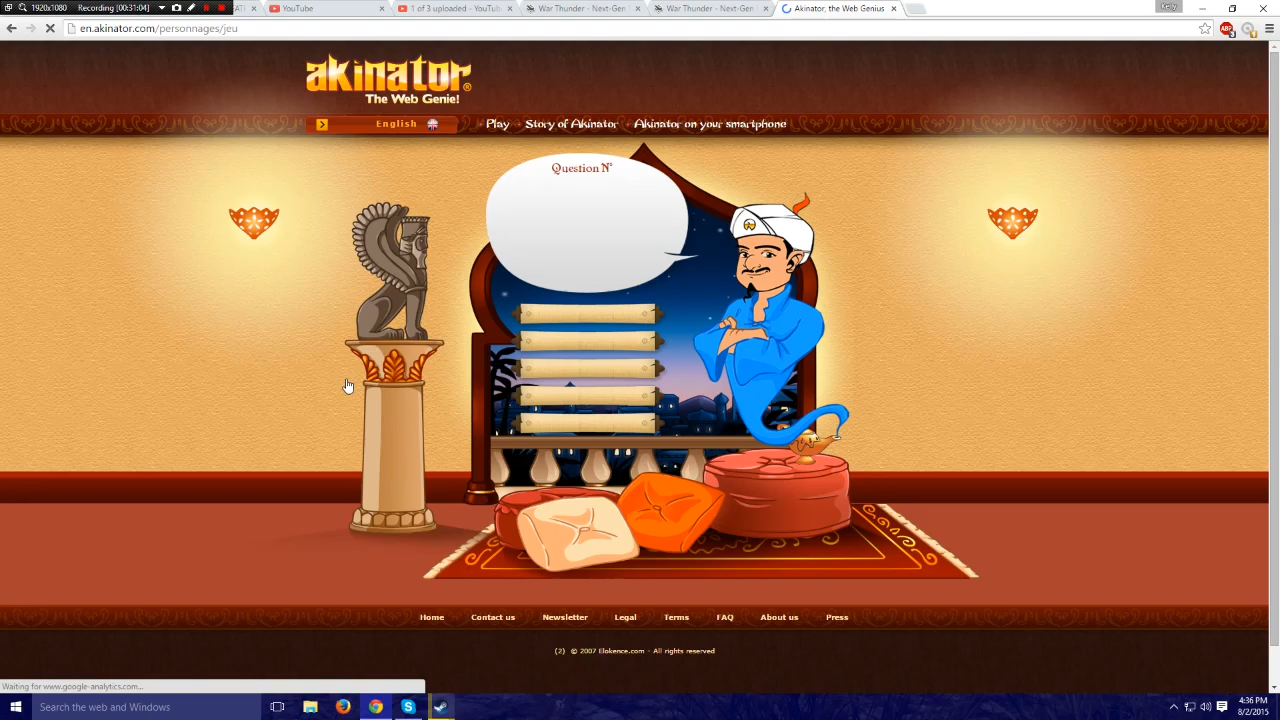 1920x1080 Recording [00:31:04]
YouTube
1 of 3 uploaded - YouTub
War Thunder - Next-Gen
War Thunder - Next-Gen
Akinator, the Web Genius
Kelly
en.akinator.com/personnages/jeu
akinator®
The Web Genie!
English
Play
Story of Akinator
Akinator on your smartphone
Question N°
Home Contact us Newsletter Legal Terms FAQ About us Press
(2) © 2007 Elokence.com - All rights reserved
Waiting for www.google-analytics.com...
Search the web and Windows
4:36 PM
8/2/2015